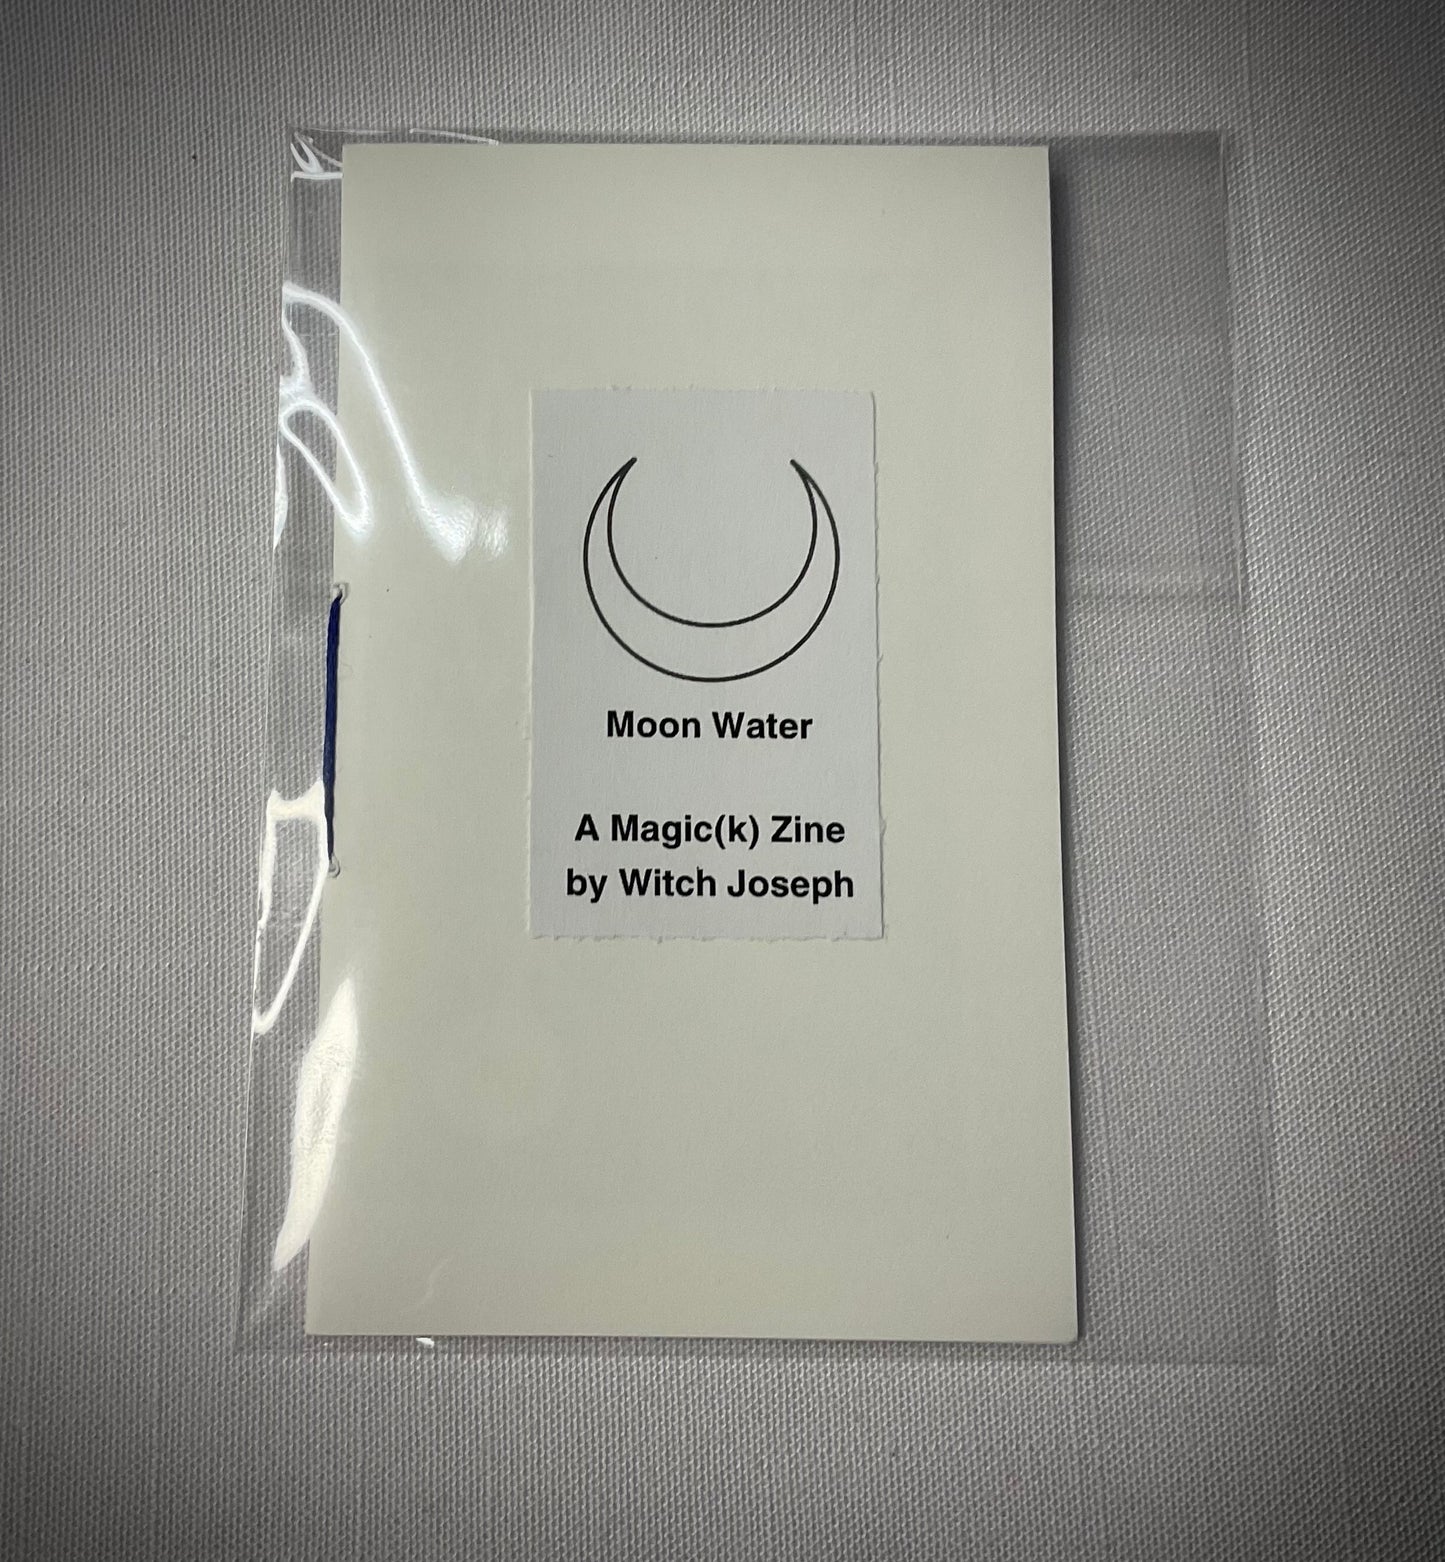 Moon Water
A Magic(k) Zine
by Witch Joseph